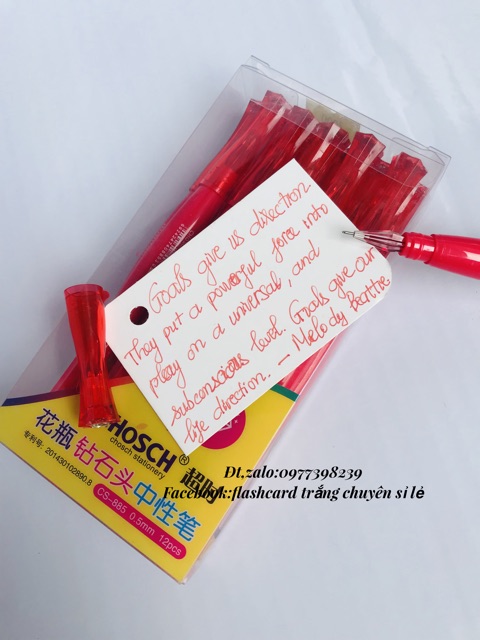 Goals give us direction
They put a powerful force into
play on a universal, and
subconscious level. Goals give our
life direction. - Melody Beattie
HOSCH®
chosch stationery
花瓶 钻石头 中性笔
专利号: 201430102890.8
CS-885 0.5mm 12pcs
Đt,zalo:0977398239
Facebook:flashcard trắng chuyên sỉ lẻ